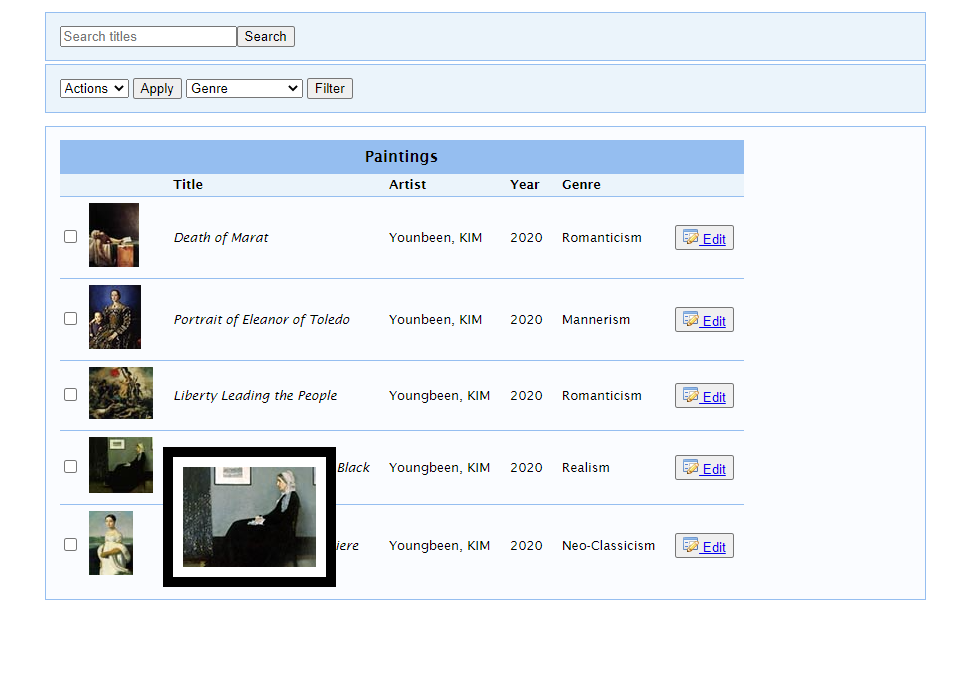 Search titles Search
Actions Apply Genre Filter
Paintings
Title Artist Year Genre
Death of Marat Younbeen, KIM 2020 Romanticism Edit
Portrait of Eleanor of Toledo Younbeen, KIM 2020 Mannerism Edit
Liberty Leading the People Youngbeen, KIM 2020 Romanticism Edit
Black Youngbeen, KIM 2020 Realism Edit
iere Youngbeen, KIM 2020 Neo-Classicism Edit